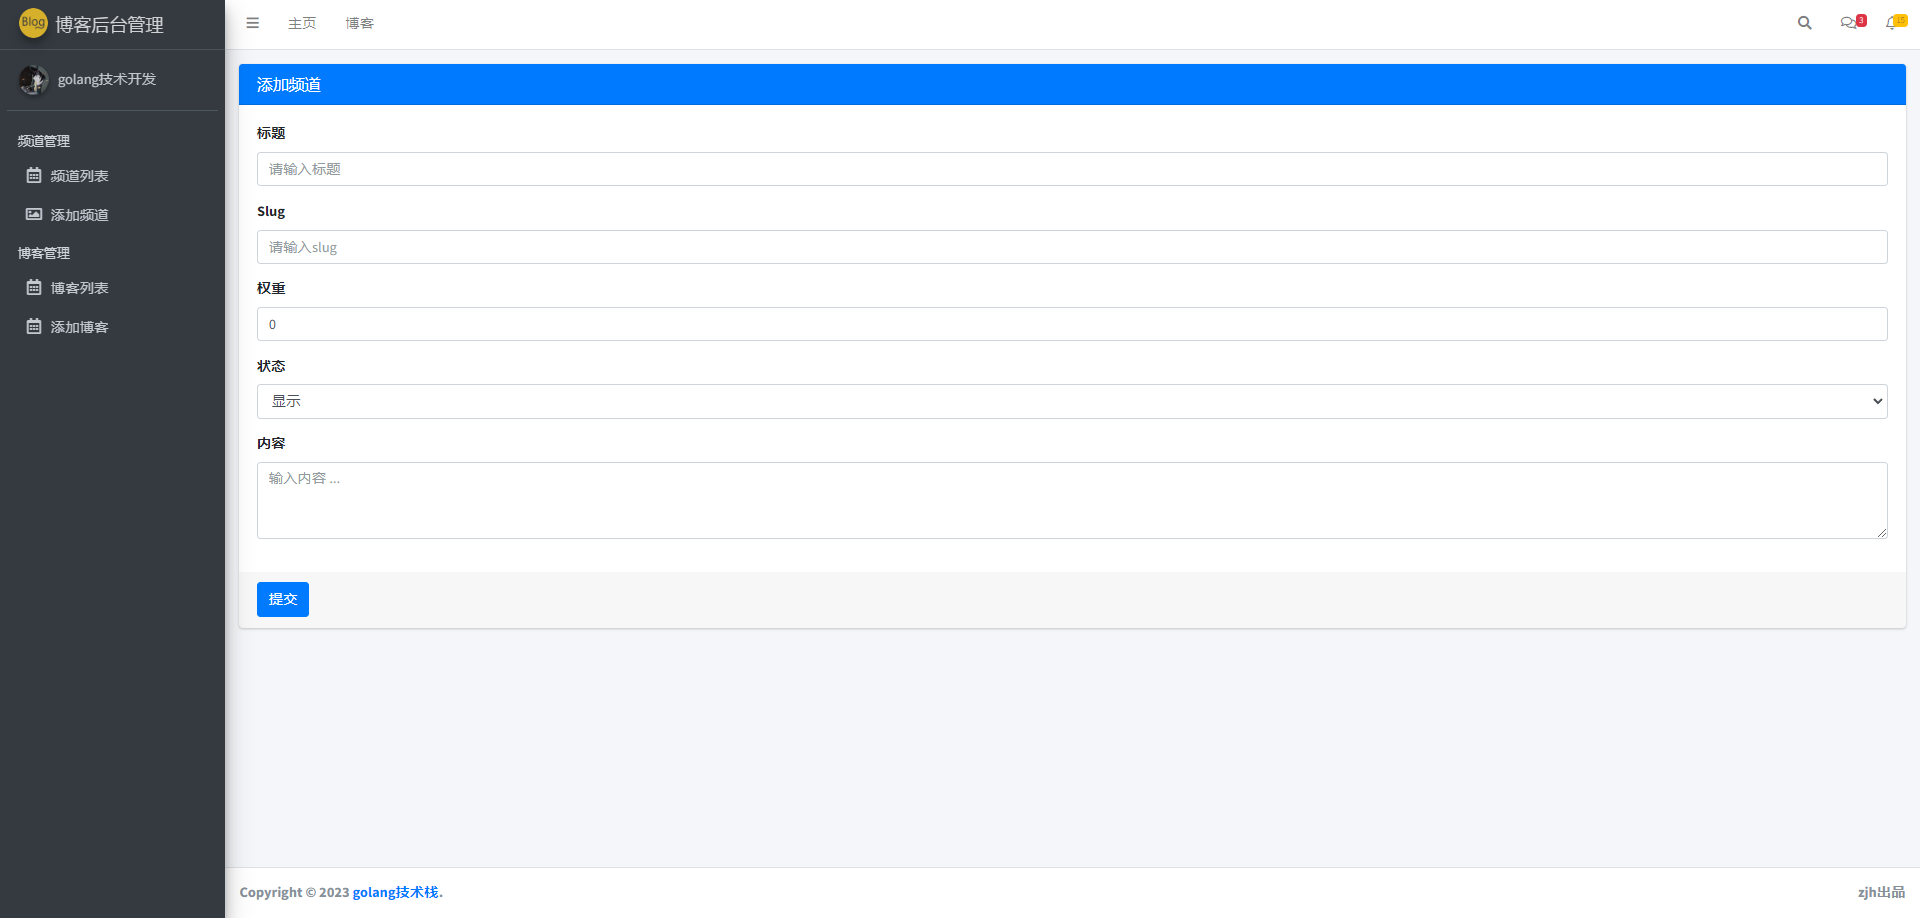 Blog 博客后台管理
golang技术开发
频道管理
频道列表
添加频道
博客管理
博客列表
添加博客
主页 博客
3
15
添加频道
标题
请输入标题
Slug
请输入slug
权重
0
状态
显示
内容
输入内容 ...
提交
Copyright © 2023 golang技术栈.
zjh出品